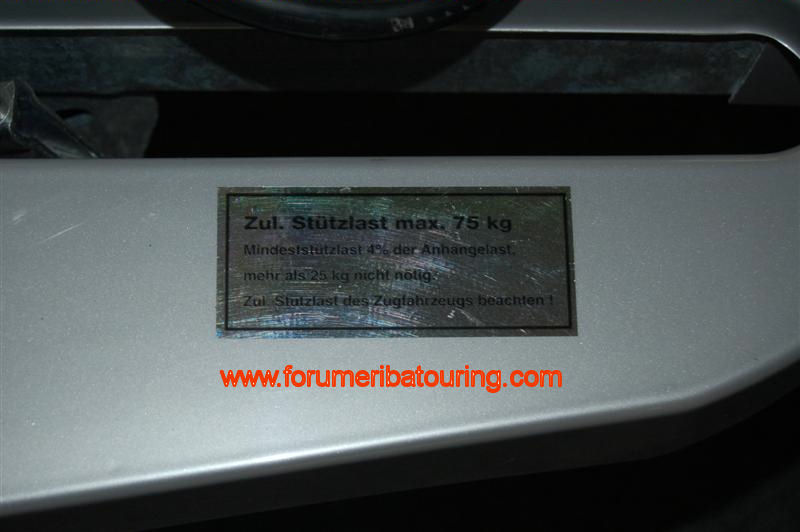 Zul. Stützlast max. 75 kg
Mindeststützlast 4% der Anhängelast,
mehr als 25 kg nicht nötig.
Zul. Stützlast des Zugfahrzeugs beachten !
www.forumeribatouring.com